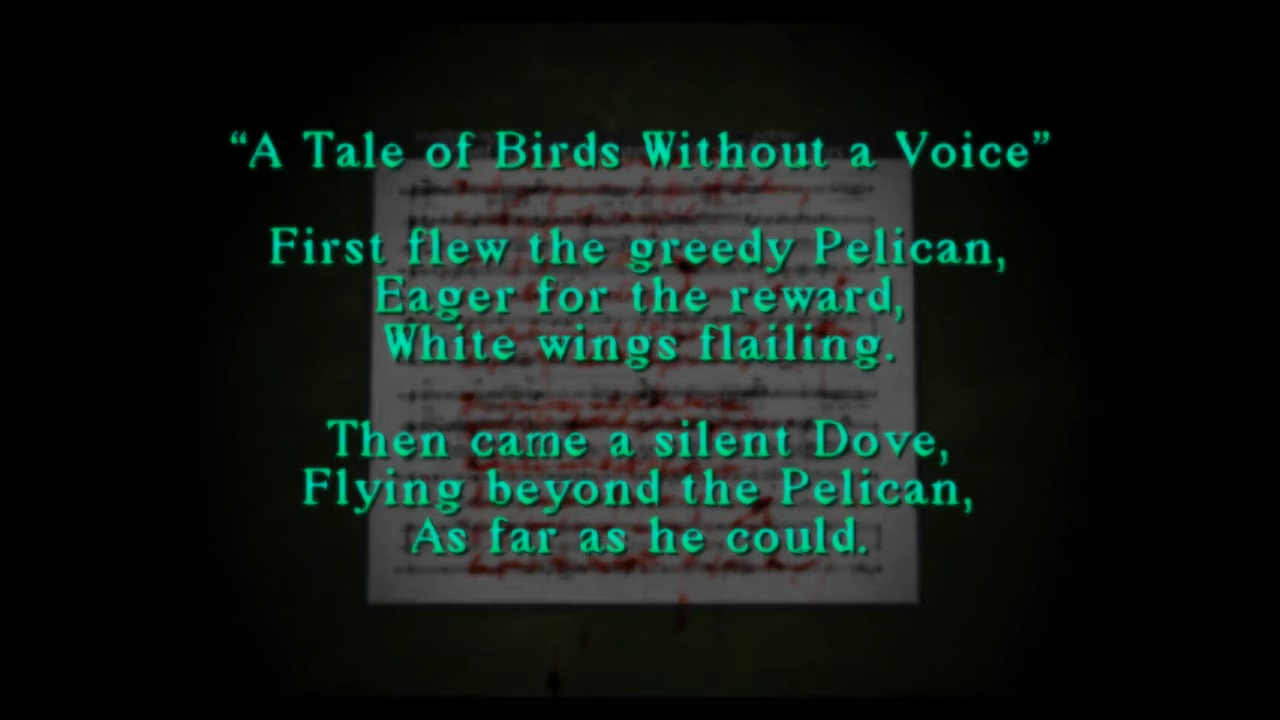 “A Tale of Birds Without a Voice”
First flew the greedy Pelican,
Eager for the reward,
White wings flailing.
Then came a silent Dove,
Flying beyond the Pelican,
As far as he could.